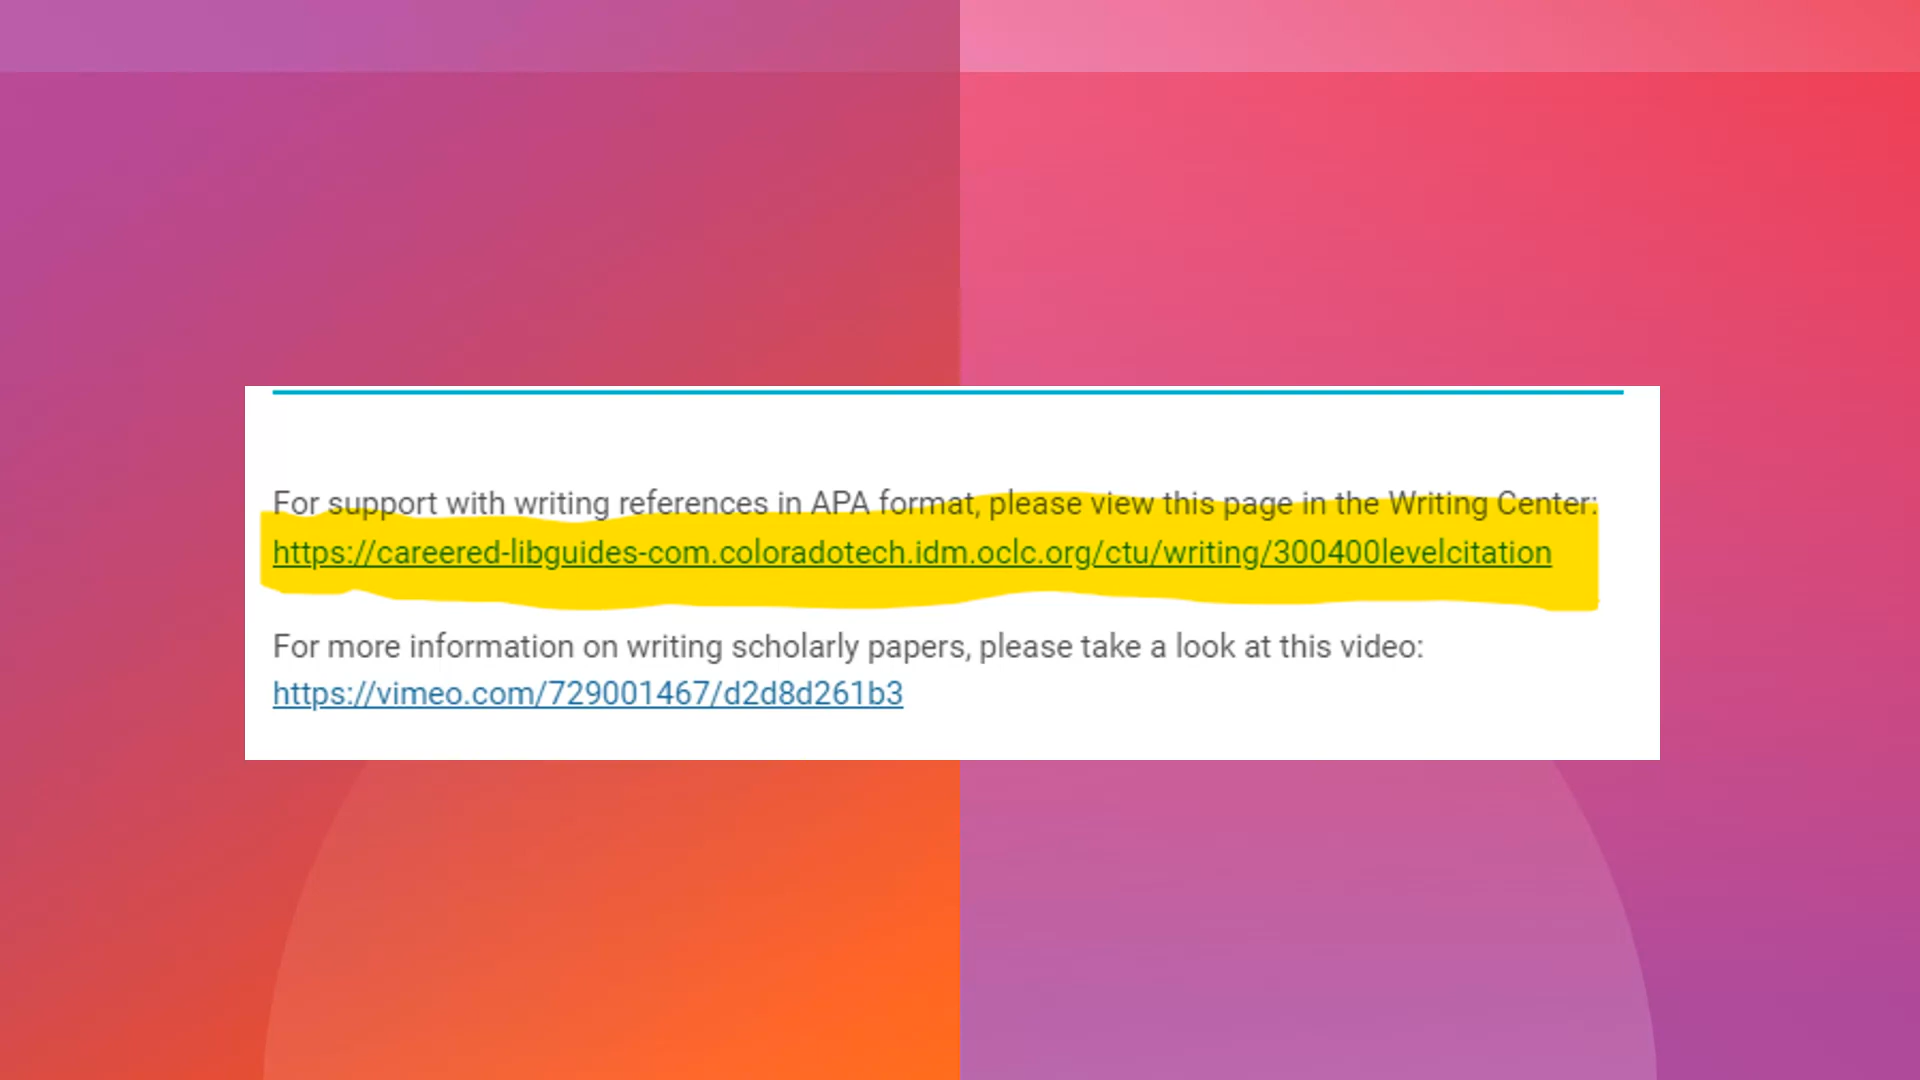 For support with writing references in APA format, please view this page in the Writing Center:
https://careered-libguides-com.coloradotech.idm.oclc.org/ctu/writing/300400levelcitation
For more information on writing scholarly papers, please take a look at this video:
https://vimeo.com/729001467/d2d8d261b3